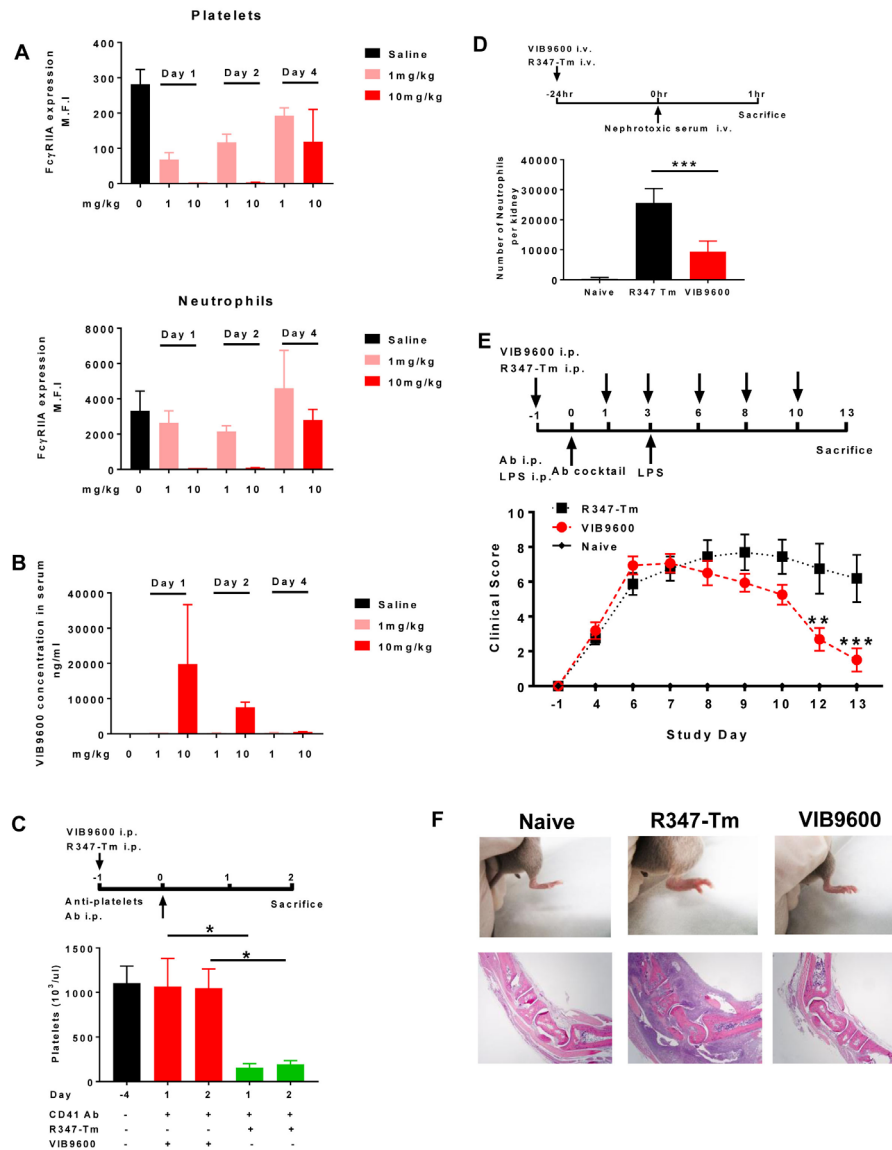 A
Platelets
FcγRIIA expression
M.F.I
400
300
200
100
0
Day 1
Day 2
Day 4
Saline
1mg/kg
10mg/kg
mg/kg
0 1 10 1 10 1 10
Neutrophils
FcγRIIA expression
M.F.I
8000
6000
4000
2000
0
Day 1
Day 2
Day 4
Saline
1mg/kg
10mg/kg
mg/kg
0 1 10 1 10 1 10
B
VIB9600 concentration in serum
ng/ml
40000
30000
20000
10000
0
Day 1
Day 2
Day 4
Saline
1mg/kg
10mg/kg
mg/kg
0 1 10 1 10 1 10
C
VIB9600 i.p.
R347-Tm i.p.
-1 0 1 2
Anti-platelets
Ab i.p.
Sacrifice
Platelets (10³/ul)
1500
1000
500
0
*
*
Day -4 1 2 1 2
CD41 Ab - + + + +
R347-Tm - - - + +
VIB9600 - + + - -
D
VIB9600 i.v.
R347-Tm i.v.
-24hr 0hr 1hr
Sacrifice
Nephrotoxic serum i.v.
Number of Neutrophils
per kidney
40000
30000
20000
10000
0
***
Naive R347 Tm VIB9600
E
VIB9600 i.p.
R347-Tm i.p.
-1 0 1 3 6 8 10 13
Sacrifice
Ab i.p.
LPS i.p.
Ab cocktail
LPS
R347-Tm
VIB9600
Naive
Clinical Score
10
8
6
4
2
0
**
***
-1 4 6 7 8 9 10 12 13
Study Day
F
Naive
R347-Tm
VIB9600